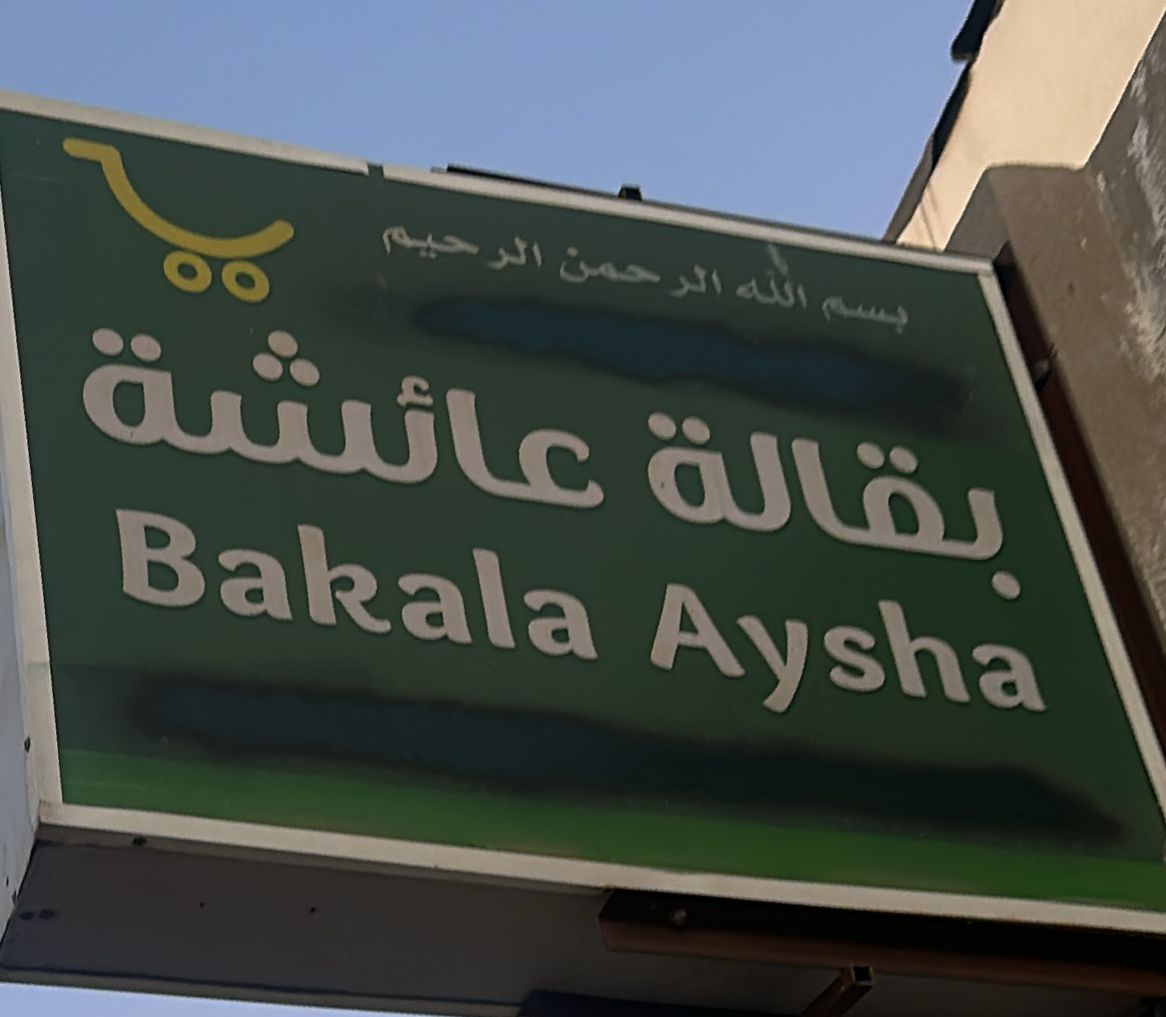 بسم الله الرحمن الرحيم
بقالة عائشة
Bakala Aysha